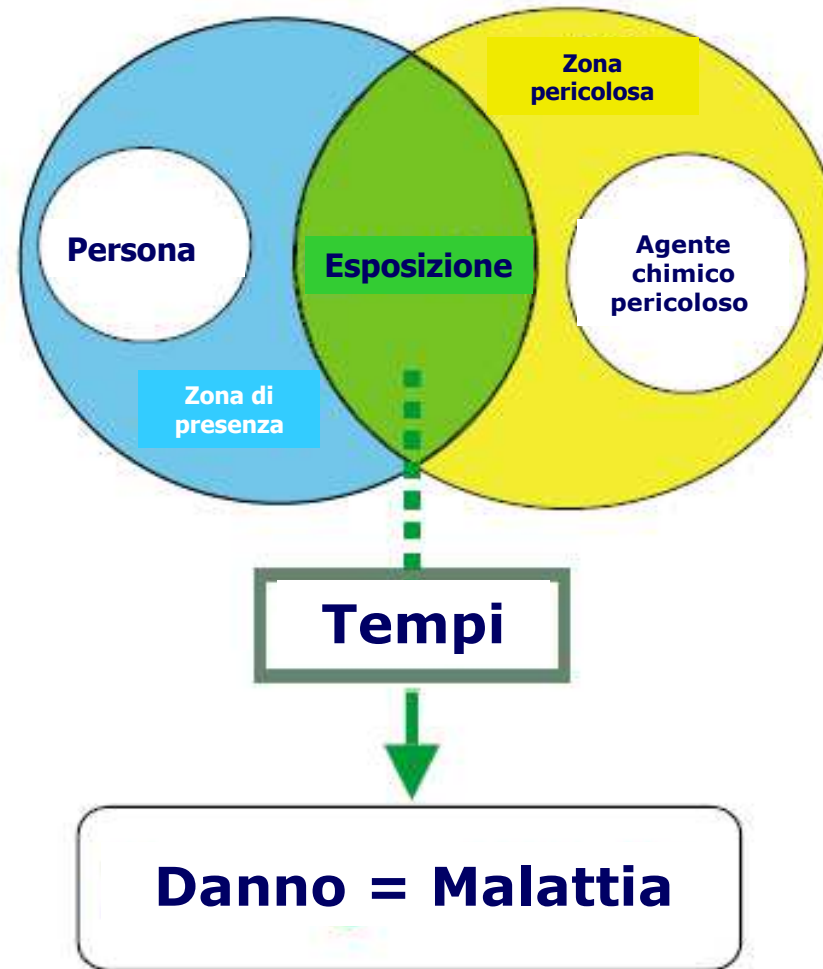 Zona
pericolosa
Persona
Esposizione
Agente
chimico
pericoloso
Zona di
presenza
Tempi
Danno = Malattia